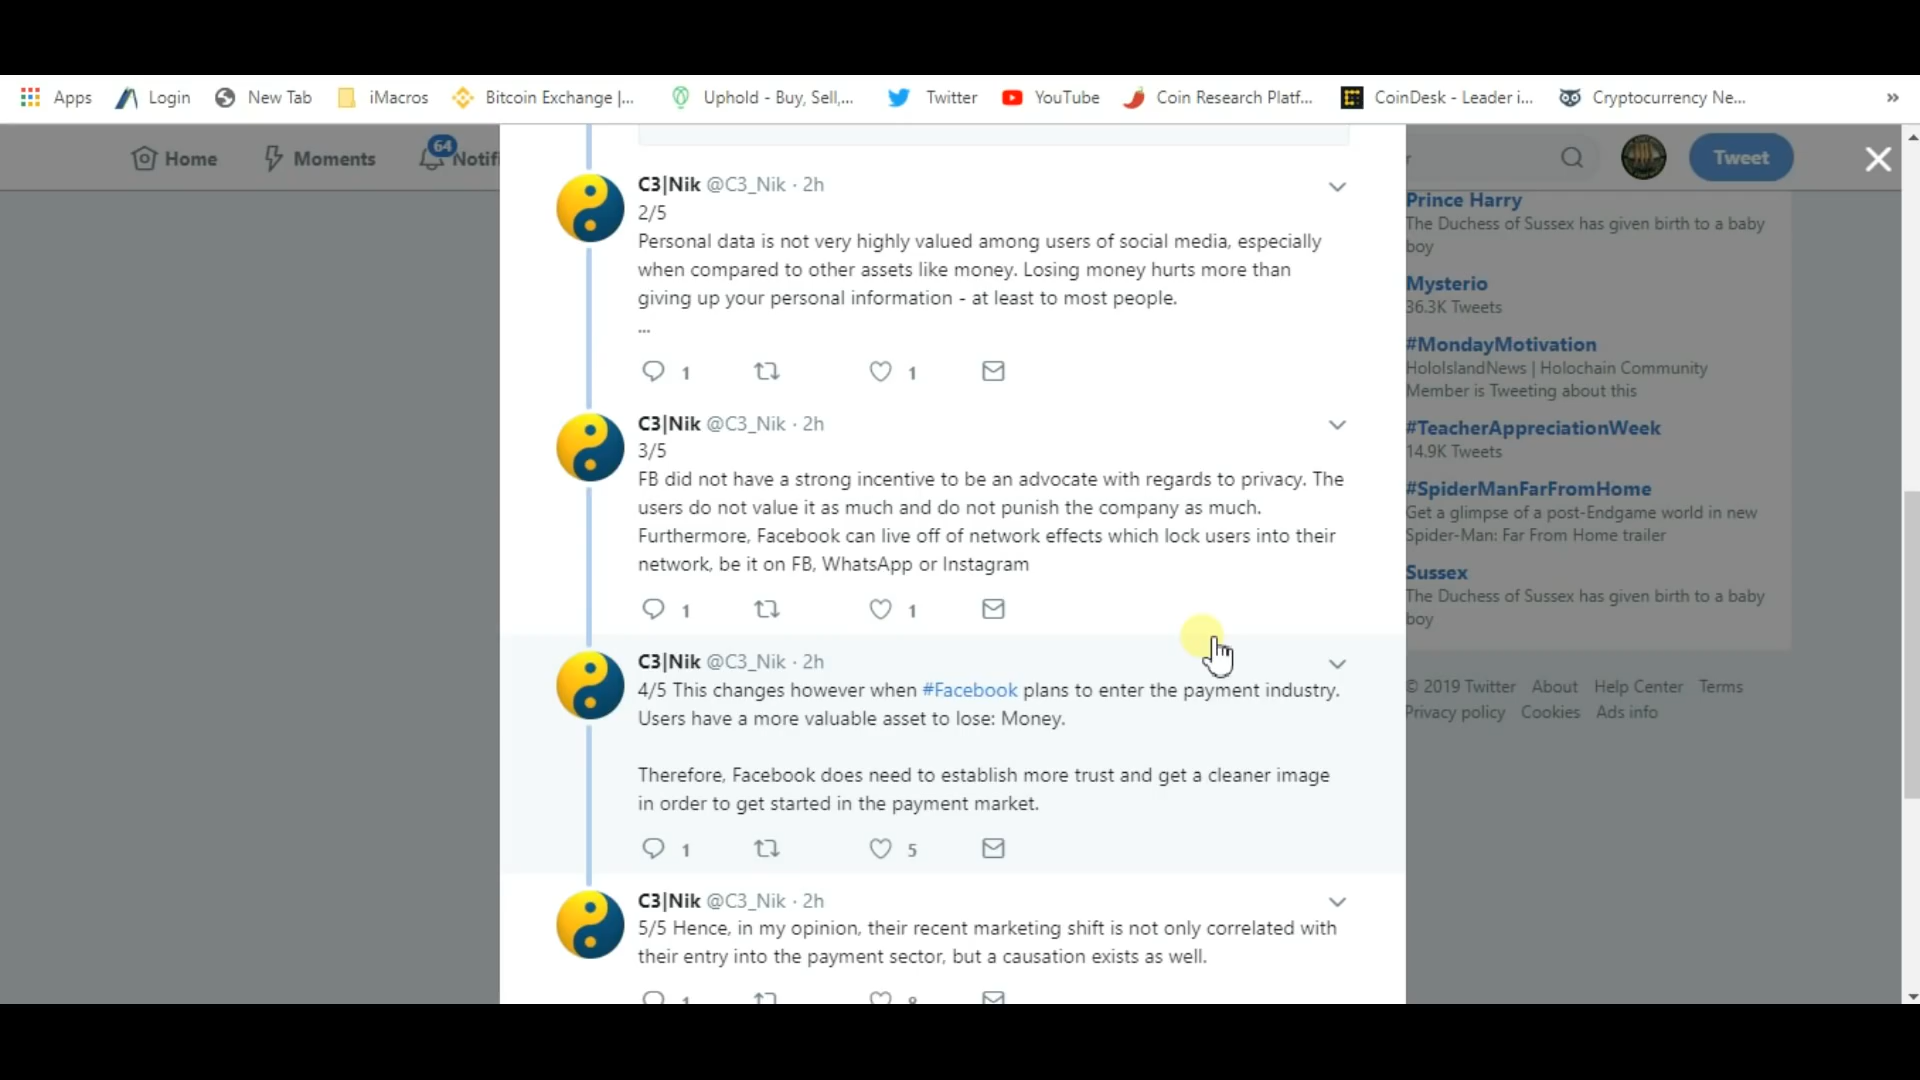 Apps Login New Tab iMacros Bitcoin Exchange |... Uphold - Buy, Sell,... Twitter YouTube Coin Research Platf... CoinDesk - Leader i... Cryptocurrency Ne... »
Home Moments 64 Notifi r Tweet
C3|Nik @C3_Nik · 2h
2/5
Personal data is not very highly valued among users of social media, especially
when compared to other assets like money. Losing money hurts more than
giving up your personal information - at least to most people.
...
1 1
C3|Nik @C3_Nik · 2h
3/5
FB did not have a strong incentive to be an advocate with regards to privacy. The
users do not value it as much and do not punish the company as much.
Furthermore, Facebook can live off of network effects which lock users into their
network, be it on FB, WhatsApp or Instagram
1 1
C3|Nik @C3_Nik · 2h
4/5 This changes however when #Facebook plans to enter the payment industry.
Users have a more valuable asset to lose: Money.
Therefore, Facebook does need to establish more trust and get a cleaner image
in order to get started in the payment market.
1 5
C3|Nik @C3_Nik · 2h
5/5 Hence, in my opinion, their recent marketing shift is not only correlated with
their entry into the payment sector, but a causation exists as well.
Prince Harry
The Duchess of Sussex has given birth to a baby
boy
Mysterio
36.3K Tweets
#MondayMotivation
HoloIslandNews | Holochain Community
Member is Tweeting about this
#TeacherAppreciationWeek
14.9K Tweets
#SpiderManFarFromHome
Get a glimpse of a post-Endgame world in new
Spider-Man: Far From Home trailer
Sussex
The Duchess of Sussex has given birth to a baby
boy
© 2019 Twitter About Help Center Terms
Privacy policy Cookies Ads info